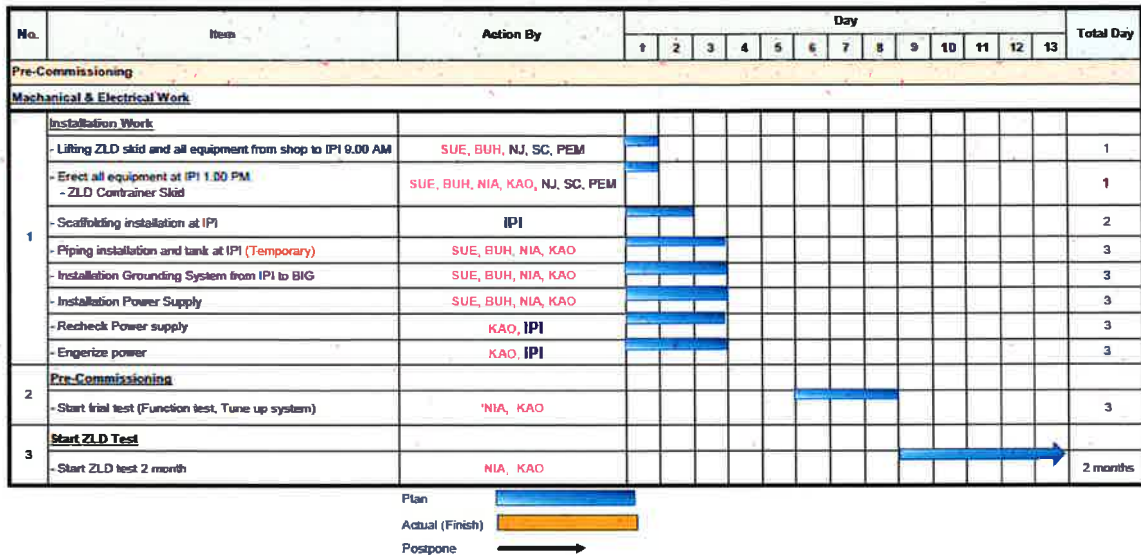 No. Item Action By Day Total Day
1 2 3 4 5 6 7 8 9 10 11 12 13
Pre-Commissioning
Machanical & Electrical Work
1
Installation Work
- Lifting ZLD skid and all equipment from shop to IPI 9.00 AM SUE, BUH, NJ, SC, PEM 1
- Erect all equipment at IPI 1.00 PM SUE, BUH, NIA, KAO, NJ, SC, PEM 1
- ZLD Contrainer Skid
- Scaffolding installation at IPI IPI 2
- Piping installation and tank at IPI (Temporary) SUE, BUH, NIA, KAO 3
- Installation Grounding System from IPI to BIG SUE, BUH, NIA, KAO 3
- Installation Power Supply SUE, BUH, NIA, KAO 3
- Recheck Power supply KAO, IPI 3
- Engerize power KAO, IPI 3
2
Pre-Commissioning
- Start trial test (Function test, Tune up system) NIA, KAO 3
3
Start ZLD Test
- Start ZLD test 2 month NIA, KAO 2 months
Plan
Actual (Finish)
Postpone